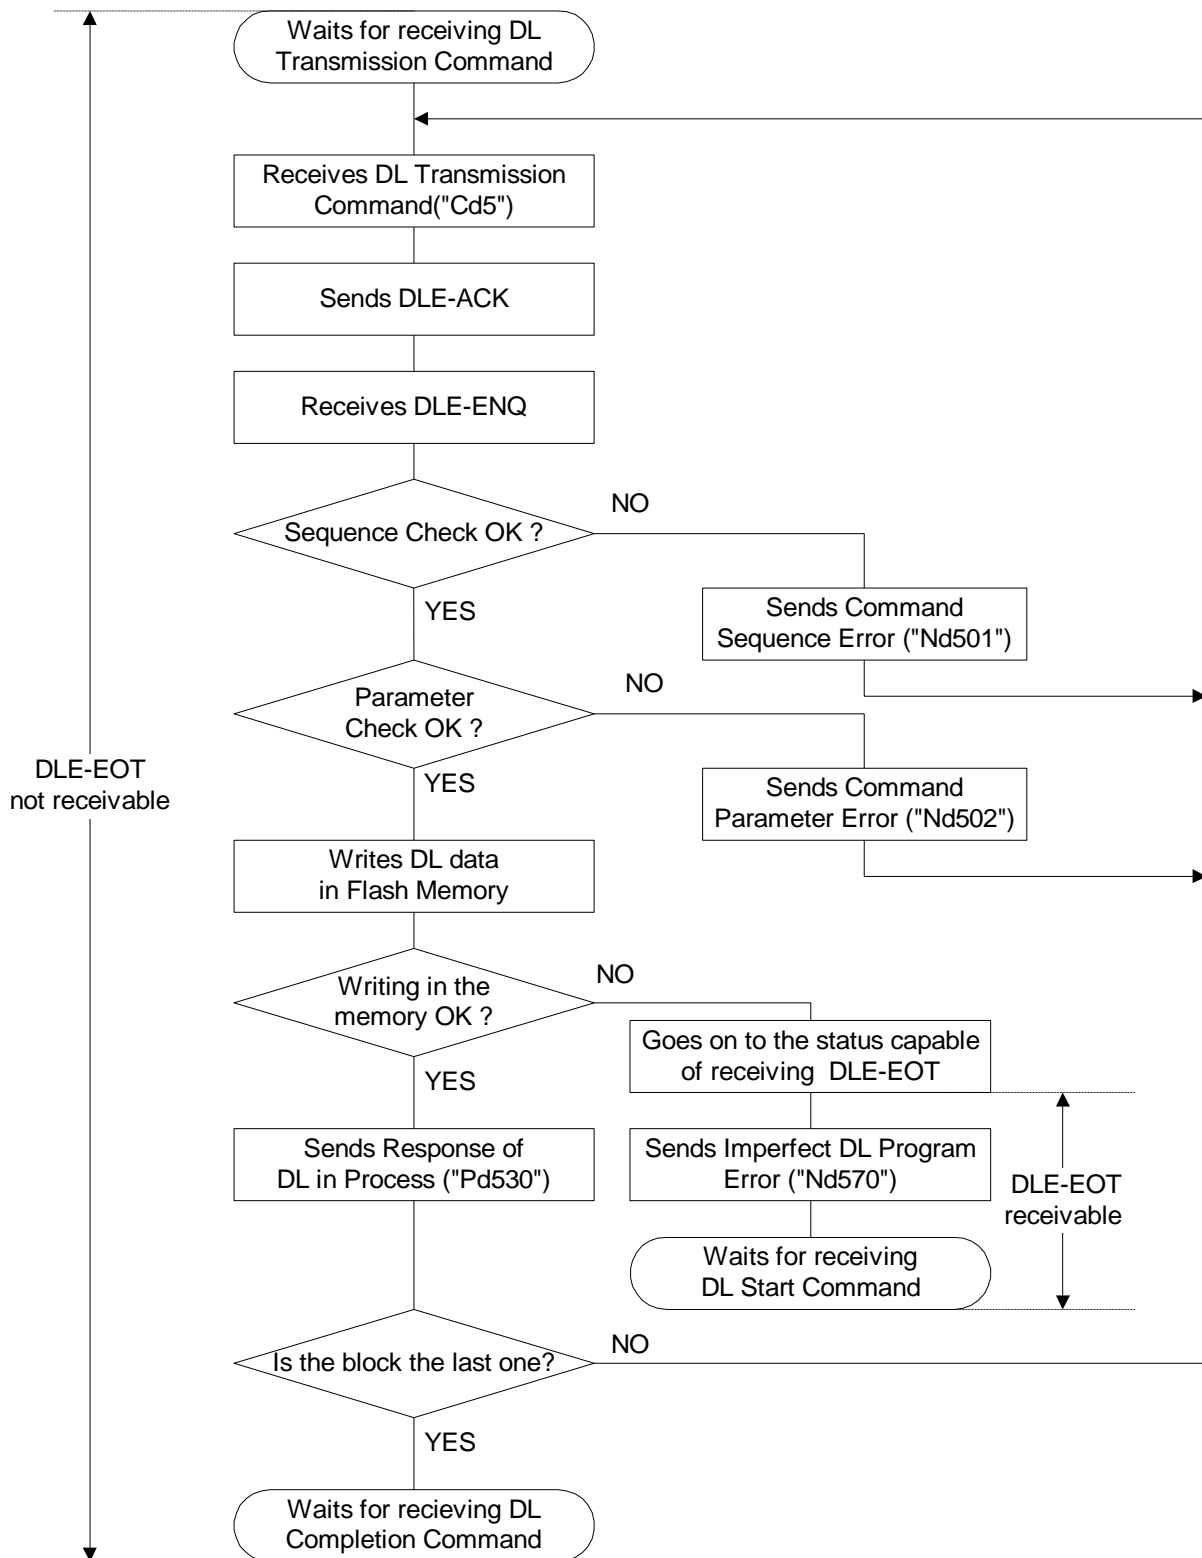 Waits for receiving DL
Transmission Command
Receives DL Transmission
Command("Cd5")
Sends DLE-ACK
Receives DLE-ENQ
Sequence Check OK ?
NO
YES
Sends Command
Sequence Error ("Nd501")
Parameter
Check OK ?
NO
YES
Sends Command
Parameter Error ("Nd502")
DLE-EOT
not receivable
Writes DL data
in Flash Memory
Writing in the
memory OK ?
NO
YES
Goes on to the status capable
of receiving  DLE-EOT
Sends Response of
DL in Process ("Pd530")
Sends Imperfect DL Program
Error ("Nd570")
DLE-EOT
receivable
Waits for receiving
DL Start Command
Is the block the last one?
NO
YES
Waits for recieving DL
Completion Command